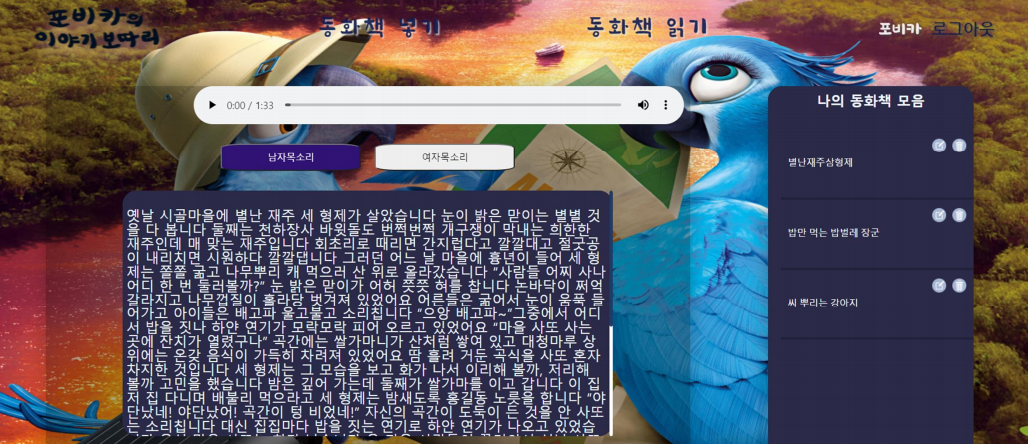 포비카의
이야기보따리
동화책 넣기
동화책 읽기
포비카 로그아웃
0:00 / 1:33
남자목소리
여자목소리
나의 동화책 모음
별난재주삼형제
밥만 먹는 밥벌레 장군
씨 뿌리는 강아지
옛날 시골마을에 별난 재주 세 형제가 살았습니다 눈이 밝은 맏이는 별별 것
을 다 봅니다 둘째는 천하장사 바윗돌도 번쩍번쩍 개구쟁이 막내는 희한한
재주인데 매 맞는 재주입니다 회초리로 때리면 간지럽다고 깔깔대고 절굿공
이 내리치면 시원하다 깔깔댑니다 그러던 어느 날 마을에 흉년이 들어 세 형
제는 쫄쫄 굶고 나무뿌리 캐 먹으러 산 위로 올라갔습니다 “사람들 어찌 사나
어디 한 번 둘러볼까?” 눈 밝은 맏이가 어허 쯧쯧 혀를 찹니다 논바닥이 쩌억
갈라지고 나무껍질이 홀라당 벗겨져 있었어요 어른들은 굶어서 눈이 움푹 들
어가고 아이들은 배고파 울고불고 소리칩니다 “으앙 배고파~”그중에서 어디
서 밥을 짓나 하얀 연기가 모락모락 피어 오르고 있었어요 “마을 사또 사는
곳에 잔치가 열렸구나” 곡간에는 쌀가마니가 산처럼 쌓여 있고 대청마루 상
위에는 온갖 음식이 가득히 차려져 있었어요 땀 흘려 거둔 곡식을 사또 혼자
차지한 것입니다 세 형제는 그 모습을 보고 화가 나서 이리해 볼까, 저리해
볼까 고민을 했습니다 밤은 깊어 가는데 둘째가 쌀가마를 이고 갑니다 이 집
저 집 다니며 배불리 먹으라고 세 형제는 밤새도록 홍길동 노릇을 합니다 “야
단났네! 야단났어! 곡간이 텅 비었네!” 자신의 곡간이 도둑이 든 것을 안 사또
는 소리칩니다 대신 집집마다 밥을 짓는 연기로 하얀 연기가 나오고 있었습